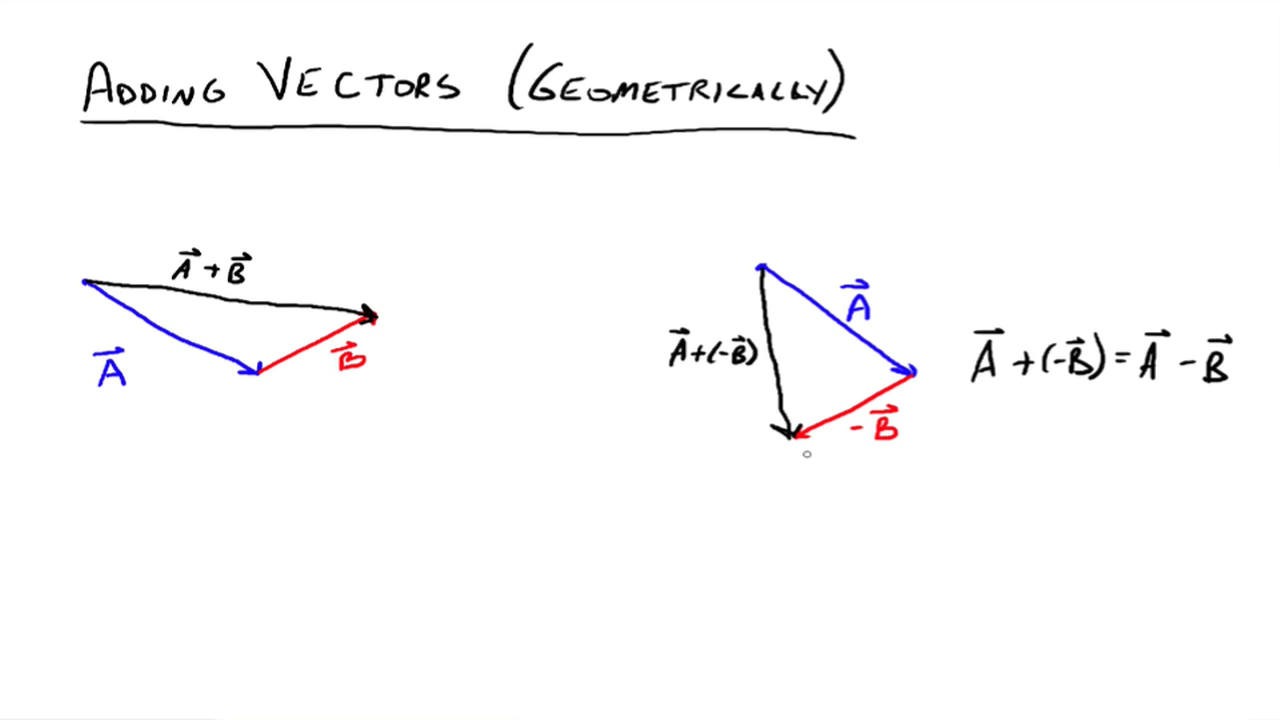 ADDING VECTORS (GEOMETRICALLY)
A⃗ + B⃗
A⃗
B⃗
A⃗
A⃗+(-B⃗)
-B⃗
A⃗ +(-B⃗) = A⃗ - B⃗